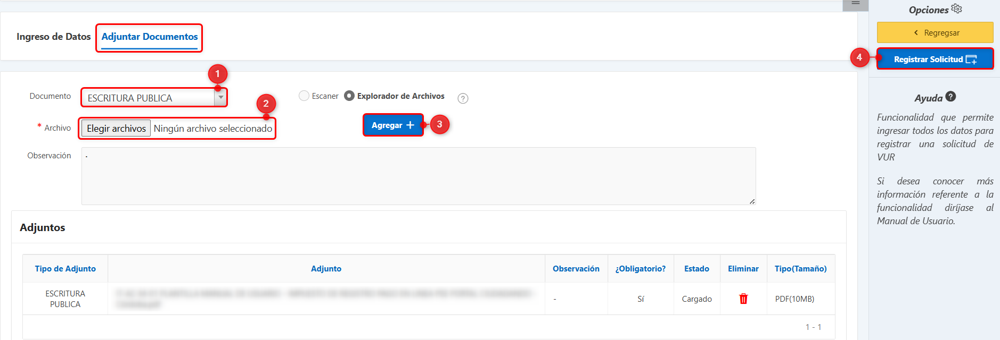 Ingreso de Datos Adjuntar Documentos
1
Documento ESCRITURA PUBLICA Escaner Explorador de Archivos ?
2
* Archivo Elegir archivos Ningún archivo seleccionado Agregar + 3
Observación .
Adjuntos
Tipo de Adjunto Adjunto Observación ¿Obligatorio? Estado Eliminar Tipo(Tamaño)
ESCRITURA PUBLICA - Sí Cargado PDF(10MB)
1 - 1
Opciones
< Regregsar
4 Registrar Solicitud
Ayuda ?
Funcionalidad que permite
ingresar todos los datos para
registrar una solicitud de
VUR
Si desea conocer más
información referente a la
funcionalidad diríjase al
Manual de Usuario.